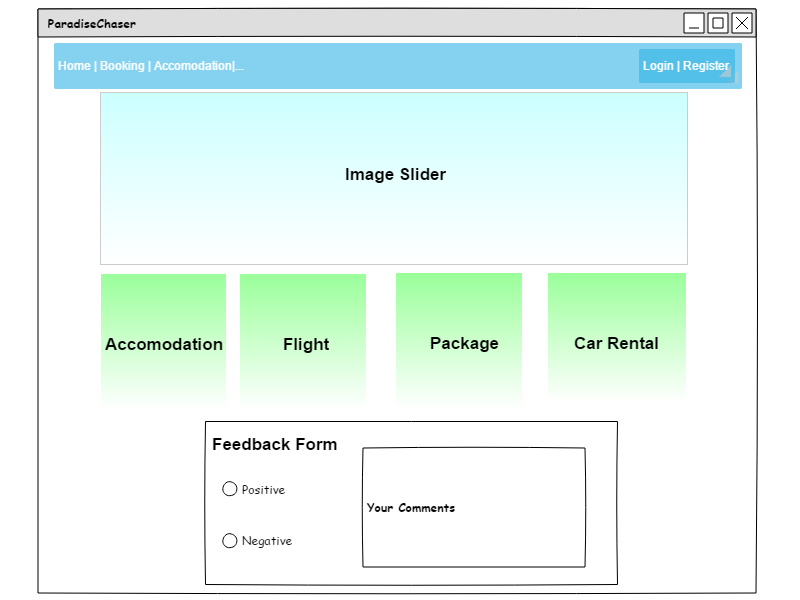 ParadiseChaser
Home | Booking | Accomodation|...
Login | Register
Image Slider
Accomodation
Flight
Package
Car Rental
Feedback Form
Positive
Your Comments
Negative